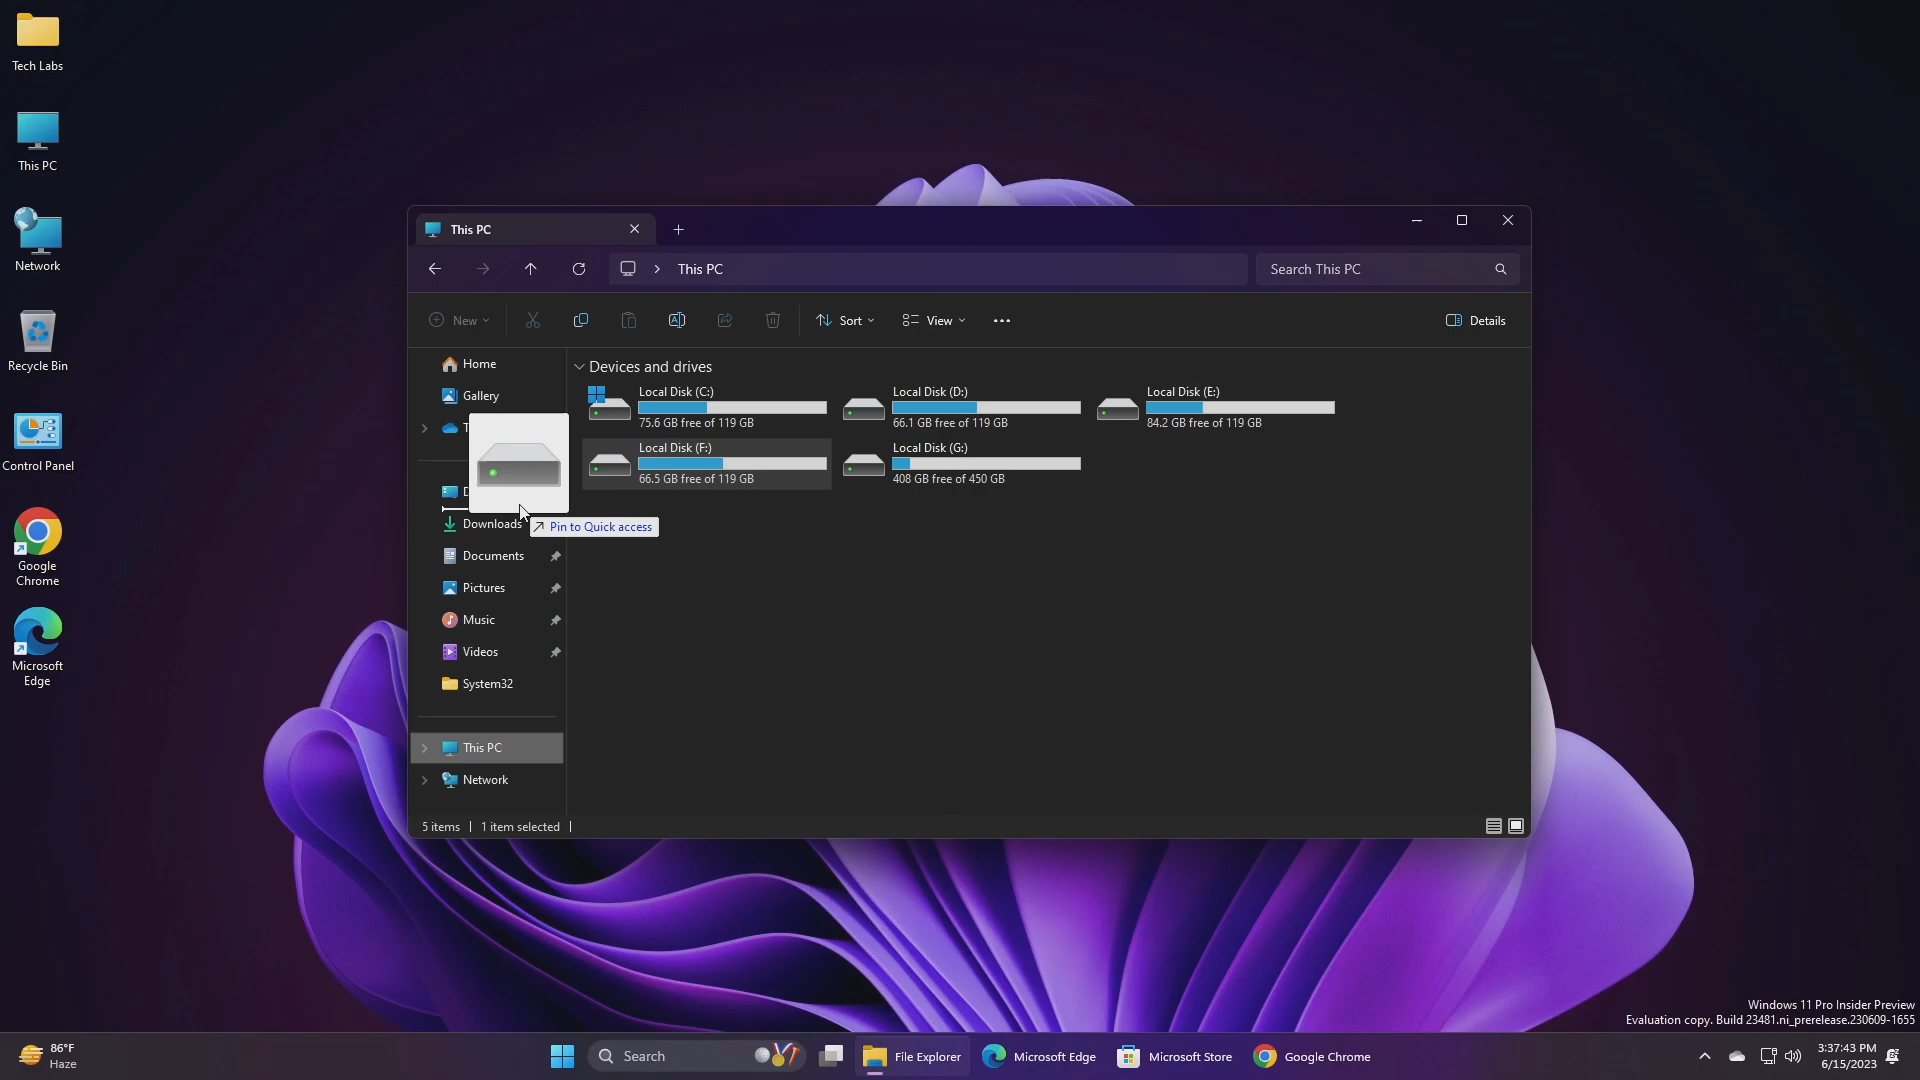 Tech Labs
This PC
Network
Recycle Bin
Control Panel
Google
Chrome
Microsoft
Edge
This PC
This PC
Search This PC
New
Sort
View
Details
Home
Gallery
T
D
Downloads
Pin to Quick access
Documents
Pictures
Music
Videos
System32
This PC
Network
Devices and drives
Local Disk (C:)
75.6 GB free of 119 GB
Local Disk (D:)
66.1 GB free of 119 GB
Local Disk (E:)
84.2 GB free of 119 GB
Local Disk (F:)
66.5 GB free of 119 GB
Local Disk (G:)
408 GB free of 450 GB
5 items
1 item selected
Windows 11 Pro Insider Preview
Evaluation copy. Build 23481.ni_prerelease.230609-1655
86°F
Haze
Search
File Explorer
Microsoft Edge
Microsoft Store
Google Chrome
3:37:43 PM
6/15/2023